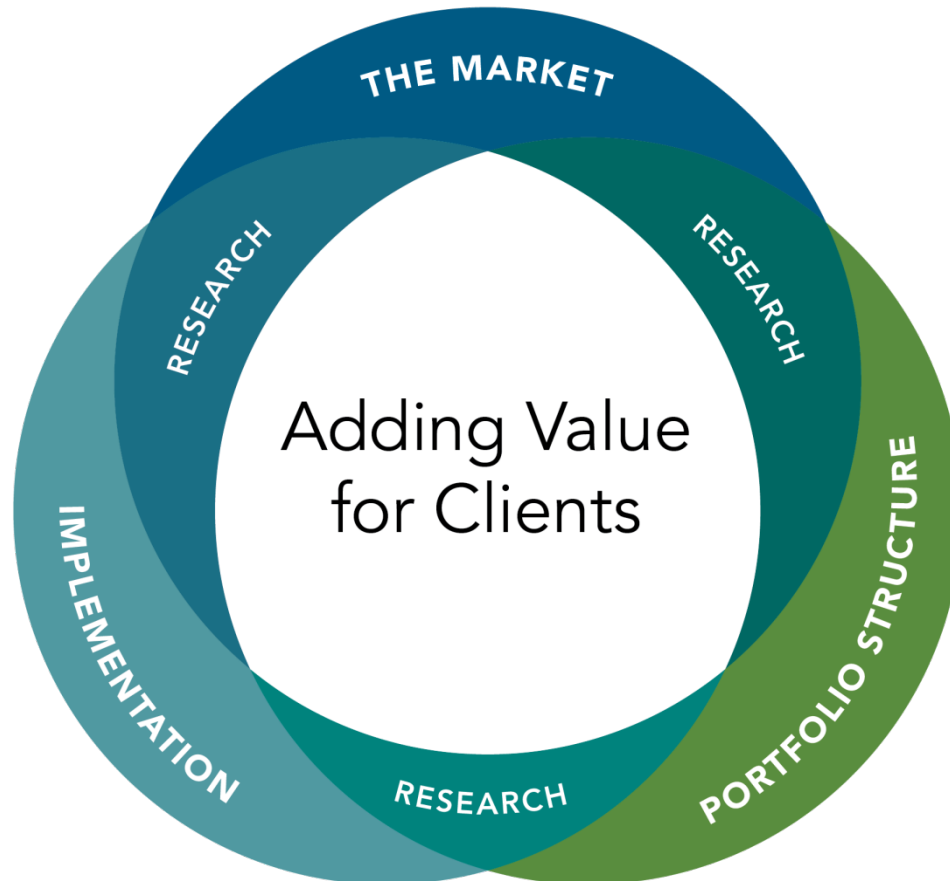 THE MARKET
RESEARCH
RESEARCH
Adding Value
for Clients
IMPLEMENTATION
PORTFOLIO STRUCTURE
RESEARCH